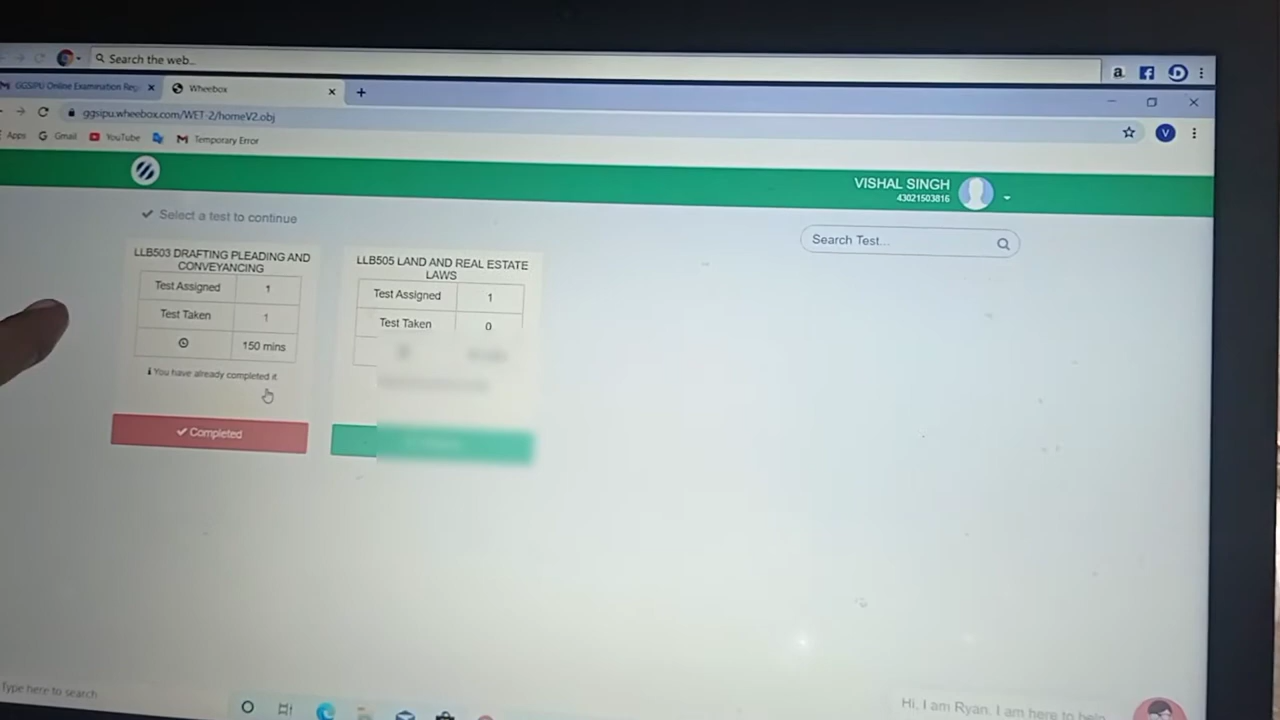 Search the web...
GGSIPU Online Examination Reg
Wheebox
ggsipu.wheebox.com/WET-2/homeV2.obj
Apps
Gmail
YouTube
Temporary Error
VISHAL SINGH
43021503816
Select a test to continue
Search Test...
LLB503 DRAFTING PLEADING AND
CONVEYANCING
Test Assigned 1
Test Taken 1
150 mins
You have already completed it
Completed
LLB505 LAND AND REAL ESTATE
LAWS
Test Assigned 1
Test Taken 0
Type here to search
Hi, I am Ryan. I am here to help